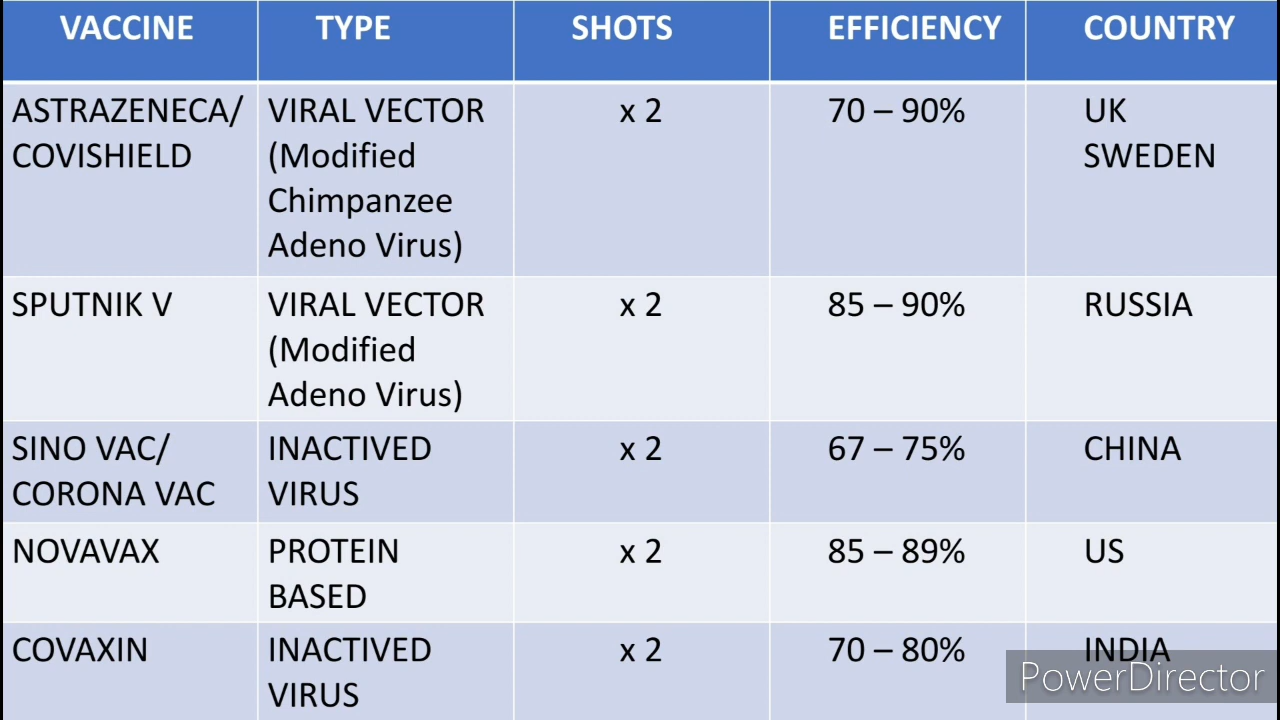 VACCINE TYPE SHOTS EFFICIENCY COUNTRY
ASTRAZENECA/ VIRAL VECTOR x 2 70 – 90% UK
COVISHIELD (Modified SWEDEN
Chimpanzee
Adeno Virus)
SPUTNIK V VIRAL VECTOR x 2 85 – 90% RUSSIA
(Modified
Adeno Virus)
SINO VAC/ INACTIVED x 2 67 – 75% CHINA
CORONA VAC VIRUS
NOVAVAX PROTEIN x 2 85 – 89% US
BASED
COVAXIN INACTIVED x 2 70 – 80% INDIA
VIRUS
PowerDirector